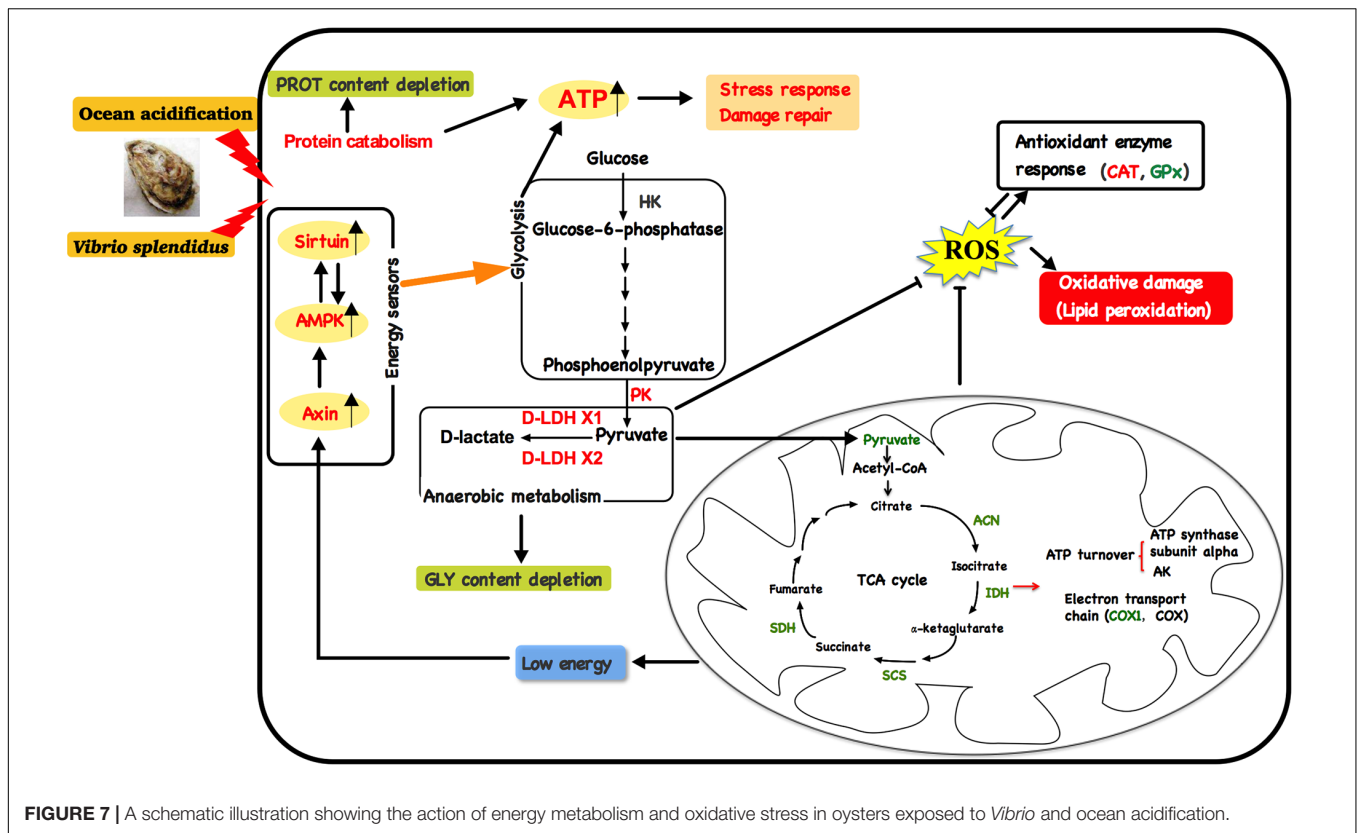 PROT content depletion
Ocean acidification
Protein catabolism
ATP
Stress response
Damage repair
Vibrio splendidus
Sirtuin
AMPK
Axin
Energy sensors
Glucose
HK
Glycolysis
Glucose-6-phosphatase
Phosphoenolpyruvate
PK
D-LDH X1
D-lactate
Pyruvate
D-LDH X2
Anaerobic metabolism
GLY content depletion
Low energy
Antioxidant enzyme
response (CAT, GPx)
ROS
Oxidative damage
(Lipid peroxidation)
Pyruvate
Acetyl-CoA
Citrate
ACN
Isocitrate
TCA cycle
IDH
α-ketaglutarate
SCS
Succinate
SDH
Fumarate
ATP turnover
ATP synthase
subunit alpha
AK
Electron transport
chain (COX1, COX)
FIGURE 7 | A schematic illustration showing the action of energy metabolism and oxidative stress in oysters exposed to Vibrio and ocean acidification.